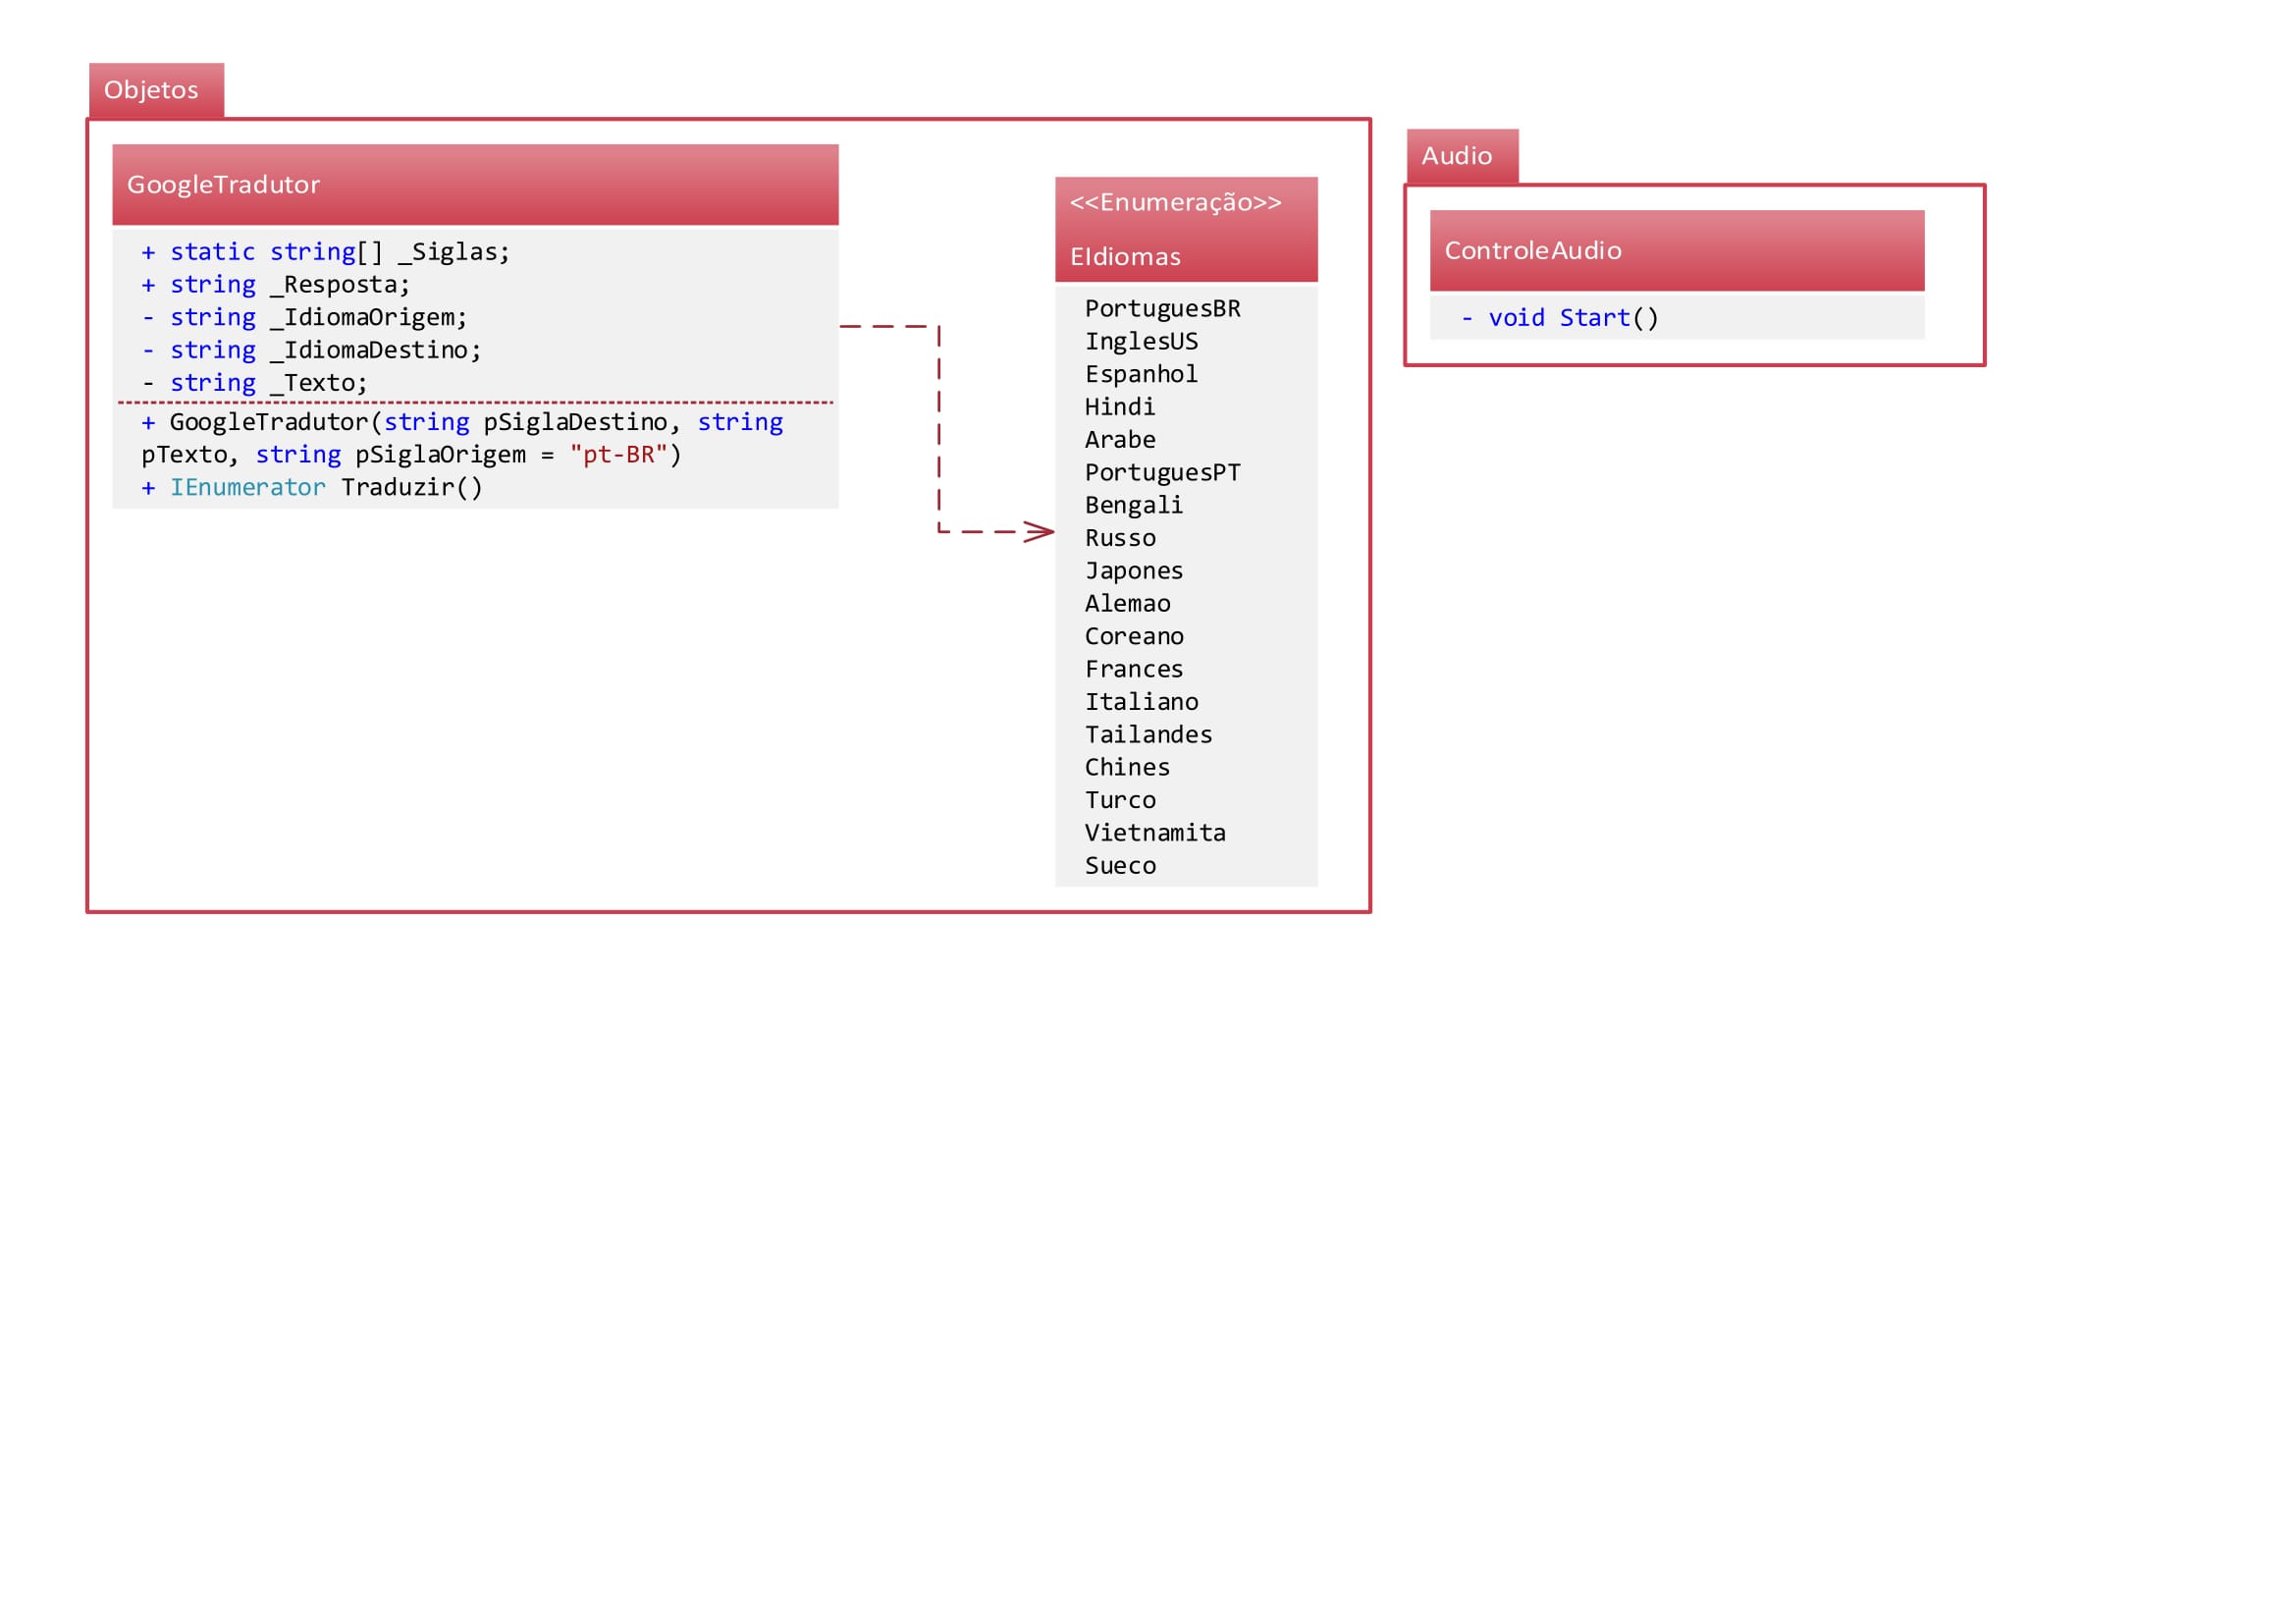 Objetos
GoogleTradutor
+ static string[] _Siglas;
+ string _Resposta;
- string _IdiomaOrigem;
- string _IdiomaDestino;
- string _Texto;
+ GoogleTradutor(string pSiglaDestino, string
pTexto, string pSiglaOrigem = "pt-BR")
+ IEnumerator Traduzir()
<<Enumeração>>
EIdiomas
PortuguesBR
InglesUS
Espanhol
Hindi
Arabe
PortuguesPT
Bengali
Russo
Japones
Alemao
Coreano
Frances
Italiano
Tailandes
Chines
Turco
Vietnamita
Sueco
Audio
ControleAudio
- void Start()